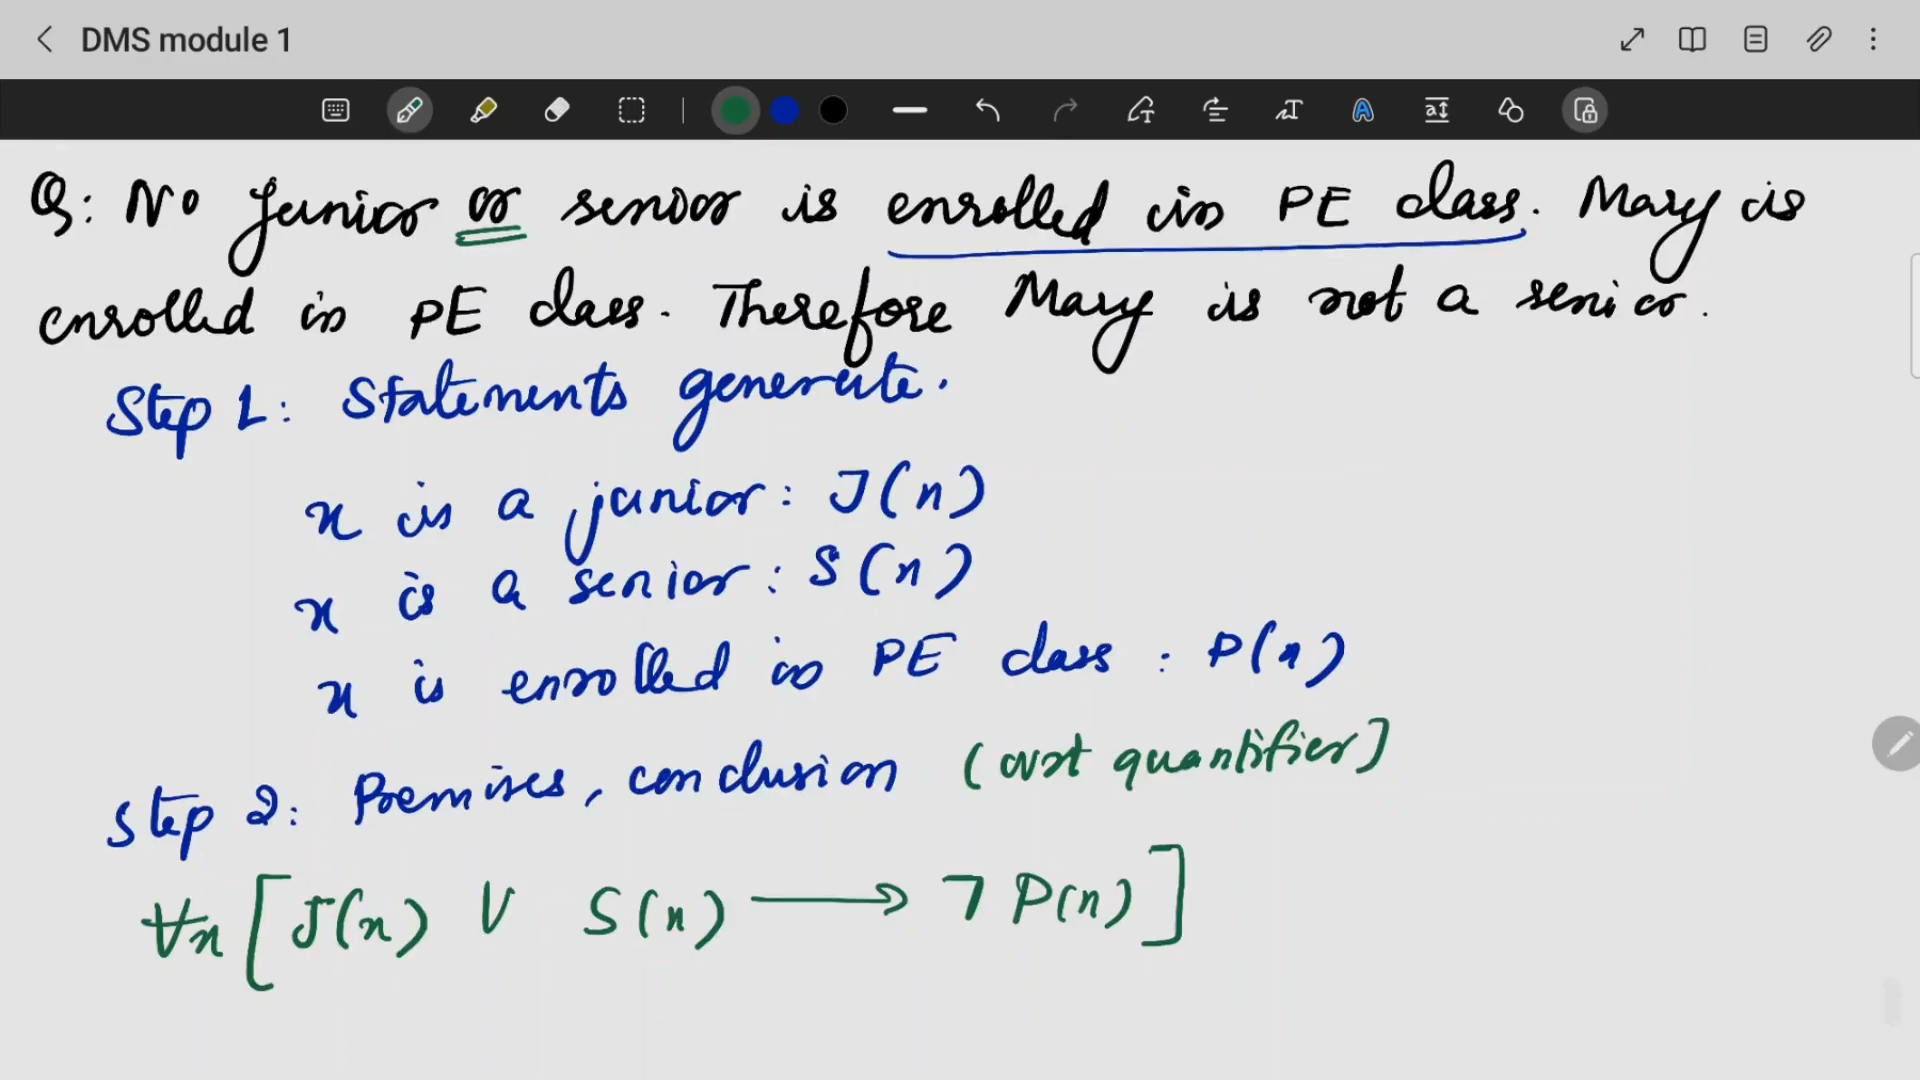 DMS module 1
Q: No junior or senior is enrolled in PE class. Mary is
enrolled in PE class. Therefore Mary is not a senior.
Step 1: Statements generate.
x is a junior: J(x)
x is a senior: S(x)
x is enrolled in PE class : P(x)
Step 2: Premises, conclusion (wrt quantifier)
∀x [J(x) ∨ S(x) ⟶ ¬ P(x)]